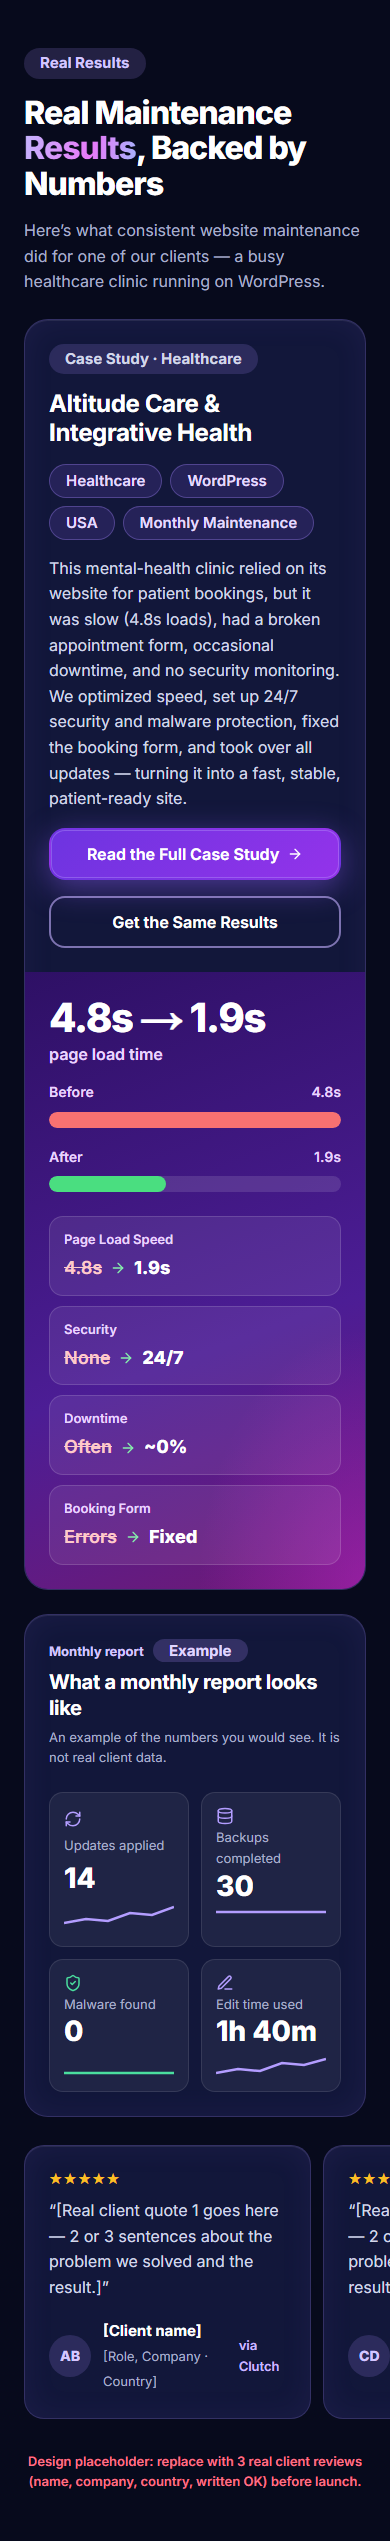 Real Results
Real Maintenance
Results, Backed by
Numbers
Here’s what consistent website maintenance
did for one of our clients — a busy
healthcare clinic running on WordPress.
Case Study · Healthcare
Altitude Care &
Integrative Health
Healthcare
WordPress
USA
Monthly Maintenance
This mental-health clinic relied on its
website for patient bookings, but it
was slow (4.8s loads), had a broken
appointment form, occasional
downtime, and no security monitoring.
We optimized speed, set up 24/7
security and malware protection, fixed
the booking form, and took over all
updates — turning it into a fast, stable,
patient-ready site.
Read the Full Case Study →
Get the Same Results
4.8s → 1.9s
page load time
Before 4.8s
After 1.9s
Page Load Speed
4.8s → 1.9s
Security
None → 24/7
Downtime
Often → ~0%
Booking Form
Errors → Fixed
Monthly report Example
What a monthly report looks
like
An example of the numbers you would see. It is
not real client data.
Updates applied
14
Backups
completed
30
Malware found
0
Edit time used
1h 40m
★★★★★
“[Real client quote 1 goes here
— 2 or 3 sentences about the
problem we solved and the
result.]”
AB
[Client name]
[Role, Company ·
Country]
via
Clutch
★★★
“[Rea
— 2 o
proble
result
CD
Design placeholder: replace with 3 real client reviews
(name, company, country, written OK) before launch.